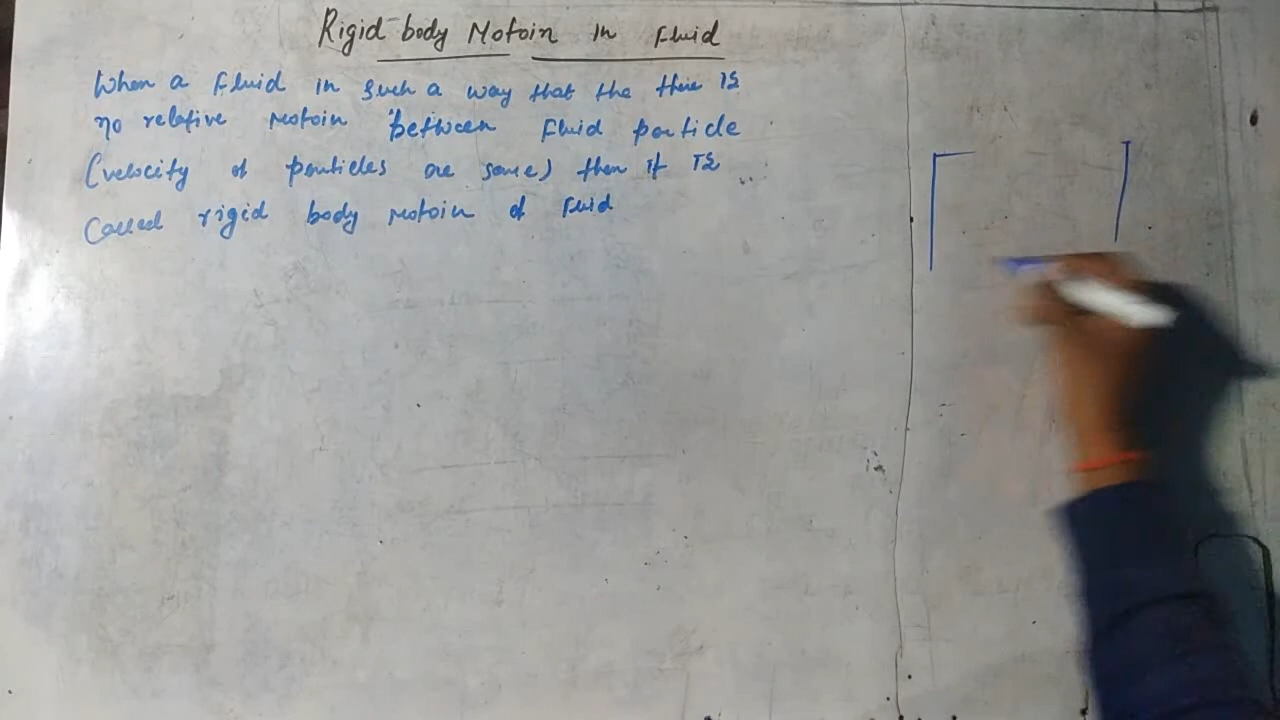 Rigid body Motoin in Fluid
When a fluid in such a way that the there is
no relative motoin between fluid particle
(velocity of particles are same) then it is
called rigid body motoin of fluid